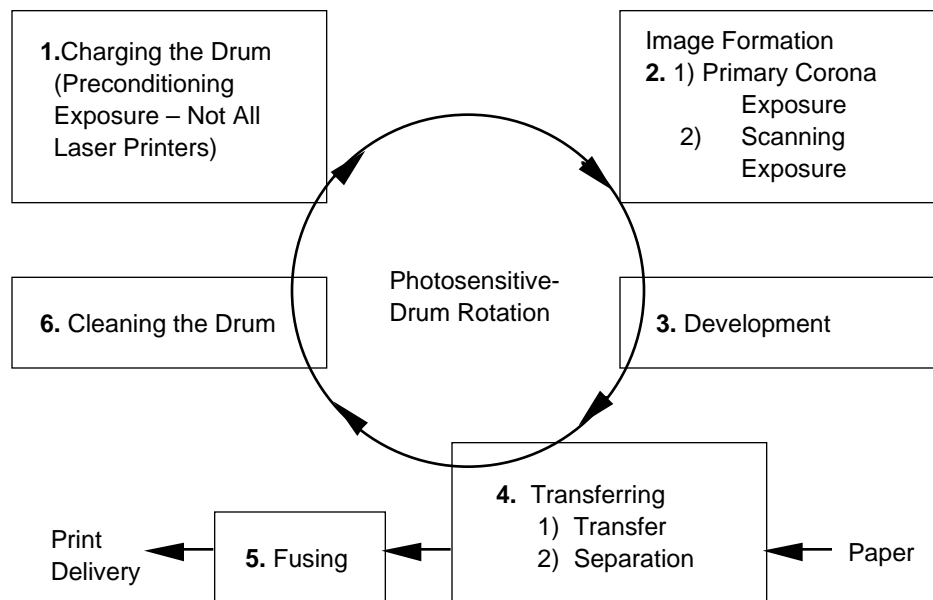 1.Charging the Drum
(Preconditioning
Exposure – Not All
Laser Printers)
Image Formation
2. 1) Primary Corona
Exposure
2) Scanning
Exposure
Photosensitive-
Drum Rotation
6. Cleaning the Drum
3. Development
4. Transferring
1) Transfer
2) Separation
Print
Delivery
5. Fusing
Paper